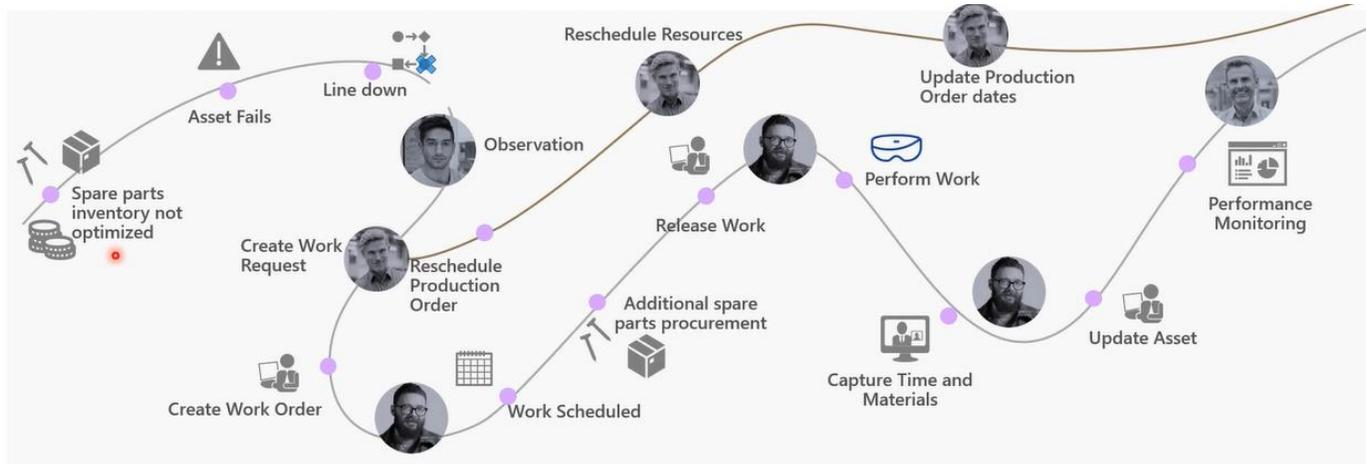 Spare parts
inventory not
optimized
Asset Fails
Line down
Observation
Create Work
Request
Reschedule
Production
Order
Reschedule Resources
Update Production
Order dates
Create Work Order
Work Scheduled
Additional spare
parts procurement
Release Work
Perform Work
Capture Time and
Materials
Update Asset
Performance
Monitoring